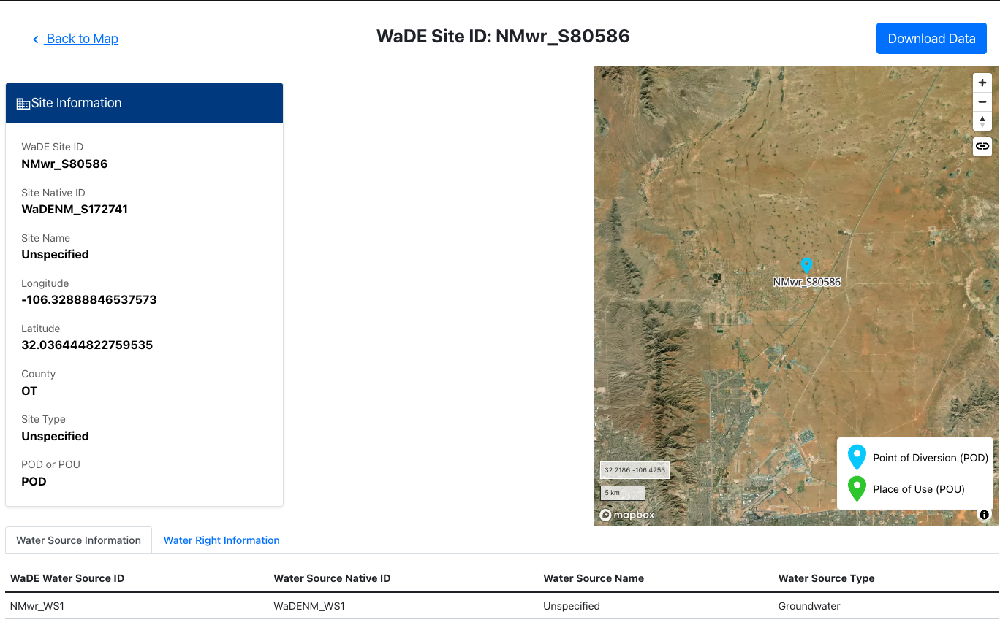 Back to Map
WaDE Site ID: NMwr_S80586
Download Data
Site Information
WaDE Site ID
NMwr_S80586
Site Native ID
WaDENM_S172741
Site Name
Unspecified
Longitude
-106.32888846537573
Latitude
32.036444822759535
County
OT
Site Type
Unspecified
POD or POU
POD
NMwr_S80586
Point of Diversion (POD)
Place of Use (POU)
32.2186 -106.4253
5 km
mapbox
Water Source Information Water Right Information
WaDE Water Source ID Water Source Native ID Water Source Name Water Source Type
NMwr_WS1 WaDENM_WS1 Unspecified Groundwater